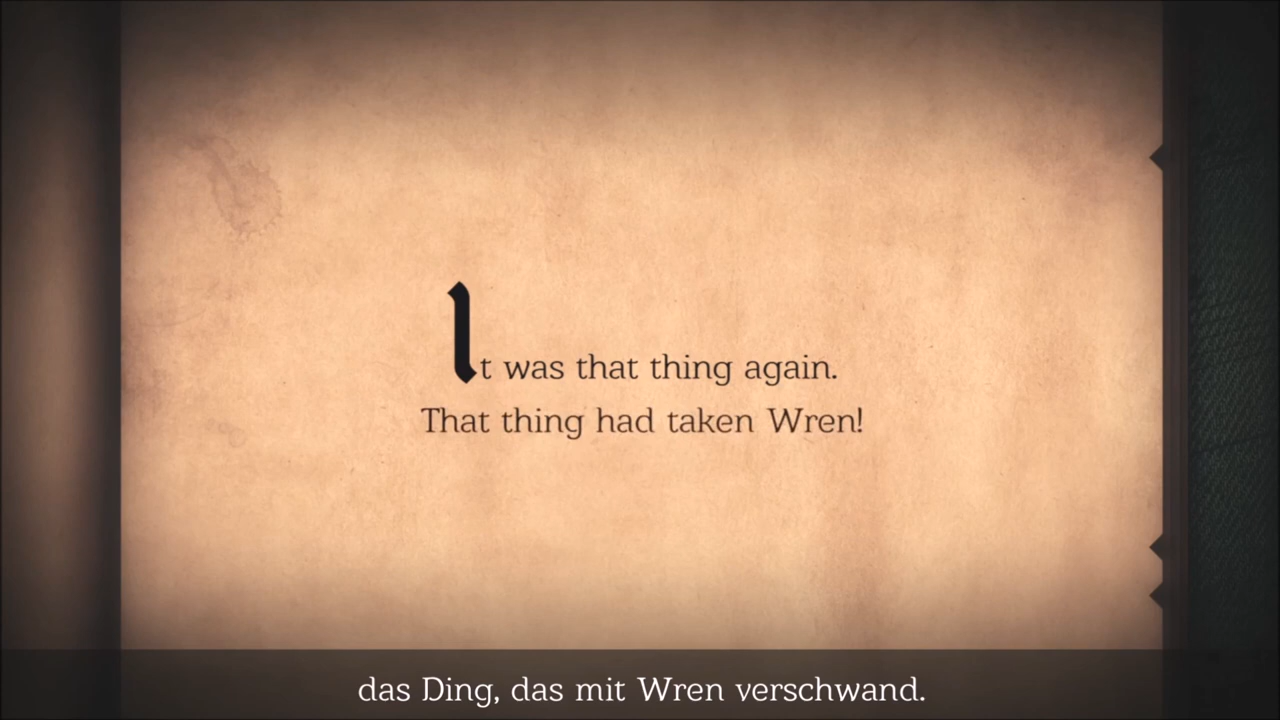 It was that thing again.
That thing had taken Wren!
das Ding, das mit Wren verschwand.